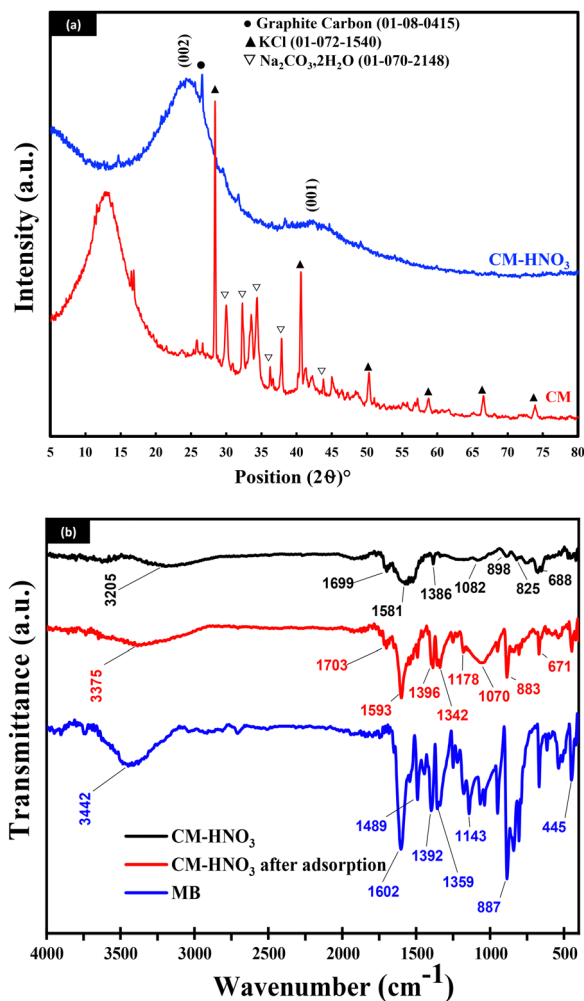 (a)
● Graphite Carbon (01-08-0415)
▲ KCl (01-072-1540)
▽ Na₂CO₃,2H₂O (01-070-2148)
(002)
(001)
CM-HNO₃
CM
Intensity (a.u.)
5 10 15 20 25 30 35 40 45 50 55 60 65 70 75 80
Position (2ϑ)°
(b)
3205
1699
1581
1386
1082
898
825
688
3375
1703
1593
1396
1342
1178
1070
883
671
3442
1489
1602
1392
1359
1143
887
445
CM-HNO₃
CM-HNO₃ after adsorption
MB
Transmittance (a.u.)
4000 3500 3000 2500 2000 1500 1000 500
Wavenumber (cm⁻¹)